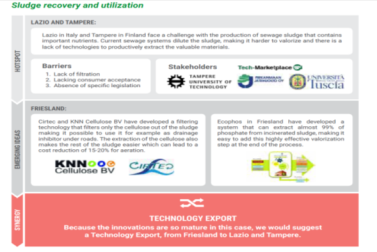 Sludge recovery and utilization
HOTSPOT
LAZIO AND TAMPERE:
Lazio in Italy and Tampere in Finland face a challenge with the production of sewage sludge that contains
important nutrients. Current sewage systems dilute the sludge, making it harder to valorize and there is a
lack of technologies to productively extract the valuable materials.
Barriers
1. Lack of filtration
2. Lacking consumer acceptance
3. Absence of specific legislation
Stakeholders
Tech-Marketplace
TAMPERE
UNIVERSITY OF
TECHNOLOGY
UNIVERSITÀ
Tuscia
EMERGING IDEAS
FRIESLAND:
Cirtec and KNN Cellulose BV have developed a filtering
technology that filters only the cellulose out of the sludge
making it possible to use it for example as drainage
inhibitor under roads. The extraction of the cellulose also
makes the rest of the sludge easier which can lead to a
cost reduction of 15-20% for aeration.
KNN
Cellulose BV
CIRTEC
Ecophos in Friesland have developed a
system that can extract almost 99% of
phosphate from incinerated sludge, making it
easy to add this highly effective valorization
step at the end of the process.
SYNERGY
TECHNOLOGY EXPORT
Because the innovations are so mature in this case, we would suggest
a Technology Export, from Friesland to Lazio and Tampere.